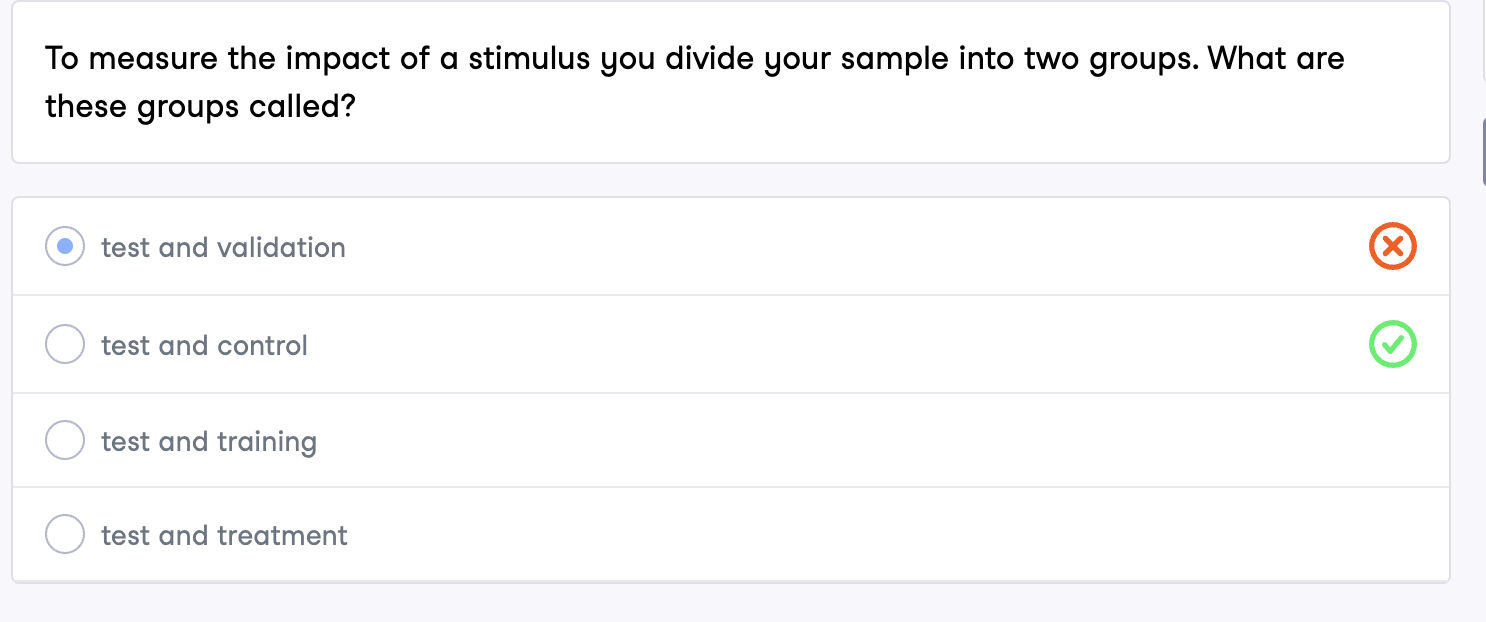 To measure the impact of a stimulus you divide your sample into two groups. What are
these groups called?
test and validation
test and control
test and training
test and treatment